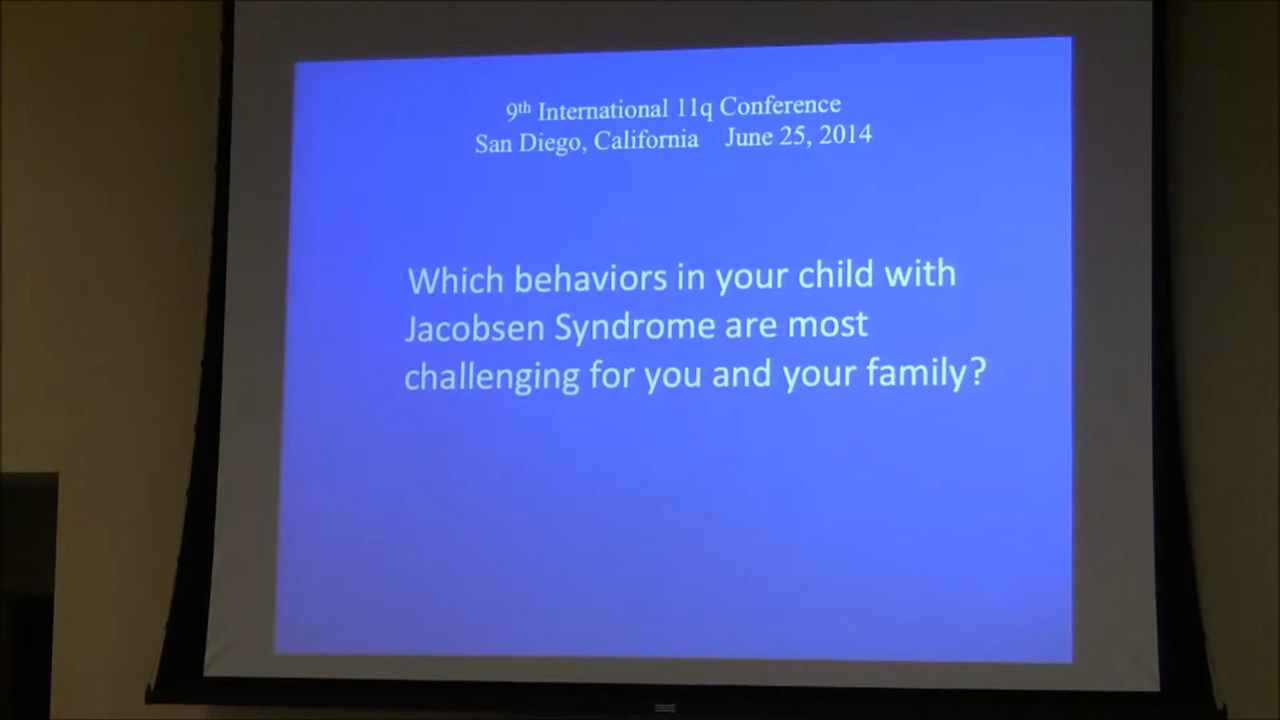 9th International 11q Conference
San Diego, California June 25, 2014
Which behaviors in your child with
Jacobsen Syndrome are most
challenging for you and your family?